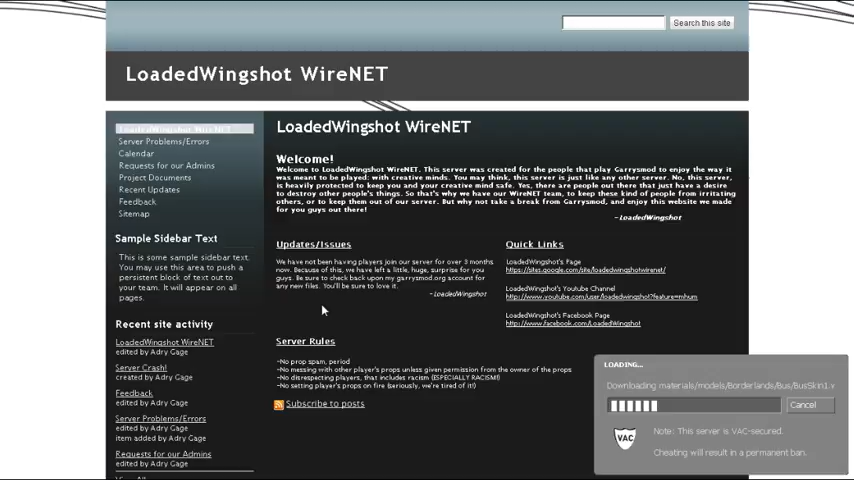 Search this site
LoadedWingshot WireNET
LoadedWingshot WireNET
Server Problems/Errors
Calendar
Requests for our Admins
Project Documents
Recent Updates
Feedback
Sitemap
Sample Sidebar Text
This is some sample sidebar text.
You may use this area to push a
persistent block of text out to
your team. It will appear on all
pages.
Recent site activity
LoadedWingshot WireNET
edited by Adry Gage
Server Crash!
created by Adry Gage
Feedback
edited by Adry Gage
Server Problems/Errors
edited by Adry Gage
item added by Adry Gage
Requests for our Admins
edited by Adry Gage
LoadedWingshot WireNET
Welcome!
Welcome to LoadedWingshot WireNET. This server was created for the people that play Garrysmod to enjoy the way it
was meant to be played: with creative minds. You may think, this server is just like any other server. No, this server,
is heavily protected to keep you and your creative mind safe. Yes, there are people out there that just have a desire
to destroy other people's things. So that's why we have our WireNET team, to keep these kind of people from irritating
others, or to keep them out of our server. But why not take a break from Garrysmod, enjoy this website we made
for you guys out there!
- LoadedWingshot
Updates/Issues
We have not been having players join our server for over 3 months
now. Because of this, we have left a little, huge, surprise for you
guys. Be sure to check back upon my garrysmod.org account for
any new files. You'll be sure to love it.
- LoadedWingshot
Quick Links
LoadedWingshot's Page
https://sites.google.com/site/loadedwingshotwirenet/
LoadedWingshot's Youtube Channel
http://www.youtube.com/user/loadedwingshot?feature=mhum
LoadedWingshot's Facebook Page
http://www.facebook.com/LoadedWingshot
Server Rules
-No prop spam, period
-No messing with other player's props unless given permission from the owner of the props
-No disrespecting players, that includes racism (ESPECIALLY RACISM!)
-No setting player's props on fire (seriously, we're tired of it!)
Subscribe to posts
LOADING...
Downloading materials/models/Borderlands/Bus/BusSkin1.v
Cancel
VAC
Note: This server is VAC-secured.
Cheating will result in a permanent ban.